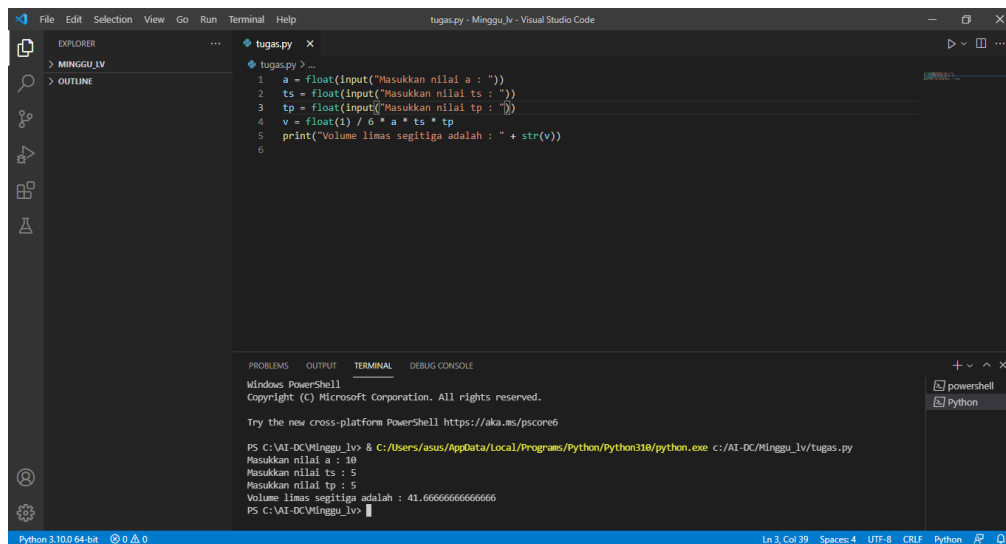 File Edit Selection View Go Run Terminal Help tugas.py - Minggu_lv - Visual Studio Code
EXPLORER ... tugas.py
MINGGU_LV
OUTLINE
tugas.py > ...
1 a = float(input("Masukkan nilai a : "))
2 ts = float(input("Masukkan nilai ts : "))
3 tp = float(input("Masukkan nilai tp : "))
4 v = float(1) / 6 * a * ts * tp
5 print("Volume limas segitiga adalah : " + str(v))
6
PROBLEMS OUTPUT TERMINAL DEBUG CONSOLE
Windows PowerShell
Copyright (C) Microsoft Corporation. All rights reserved.
Try the new cross-platform PowerShell https://aka.ms/pscore6
PS C:\AI-DC\Minggu_lv> & C:/Users/asus/AppData/Local/Programs/Python/Python310/python.exe c:/AI-DC/Minggu_lv/tugas.py
Masukkan nilai a : 10
Masukkan nilai ts : 5
Masukkan nilai tp : 5
Volume limas segitiga adalah : 41.66666666666666
PS C:\AI-DC\Minggu_lv>
powershell
Python
Python 3.10.0 64-bit 0 0 Ln 3, Col 39 Spaces: 4 UTF-8 CRLF Python